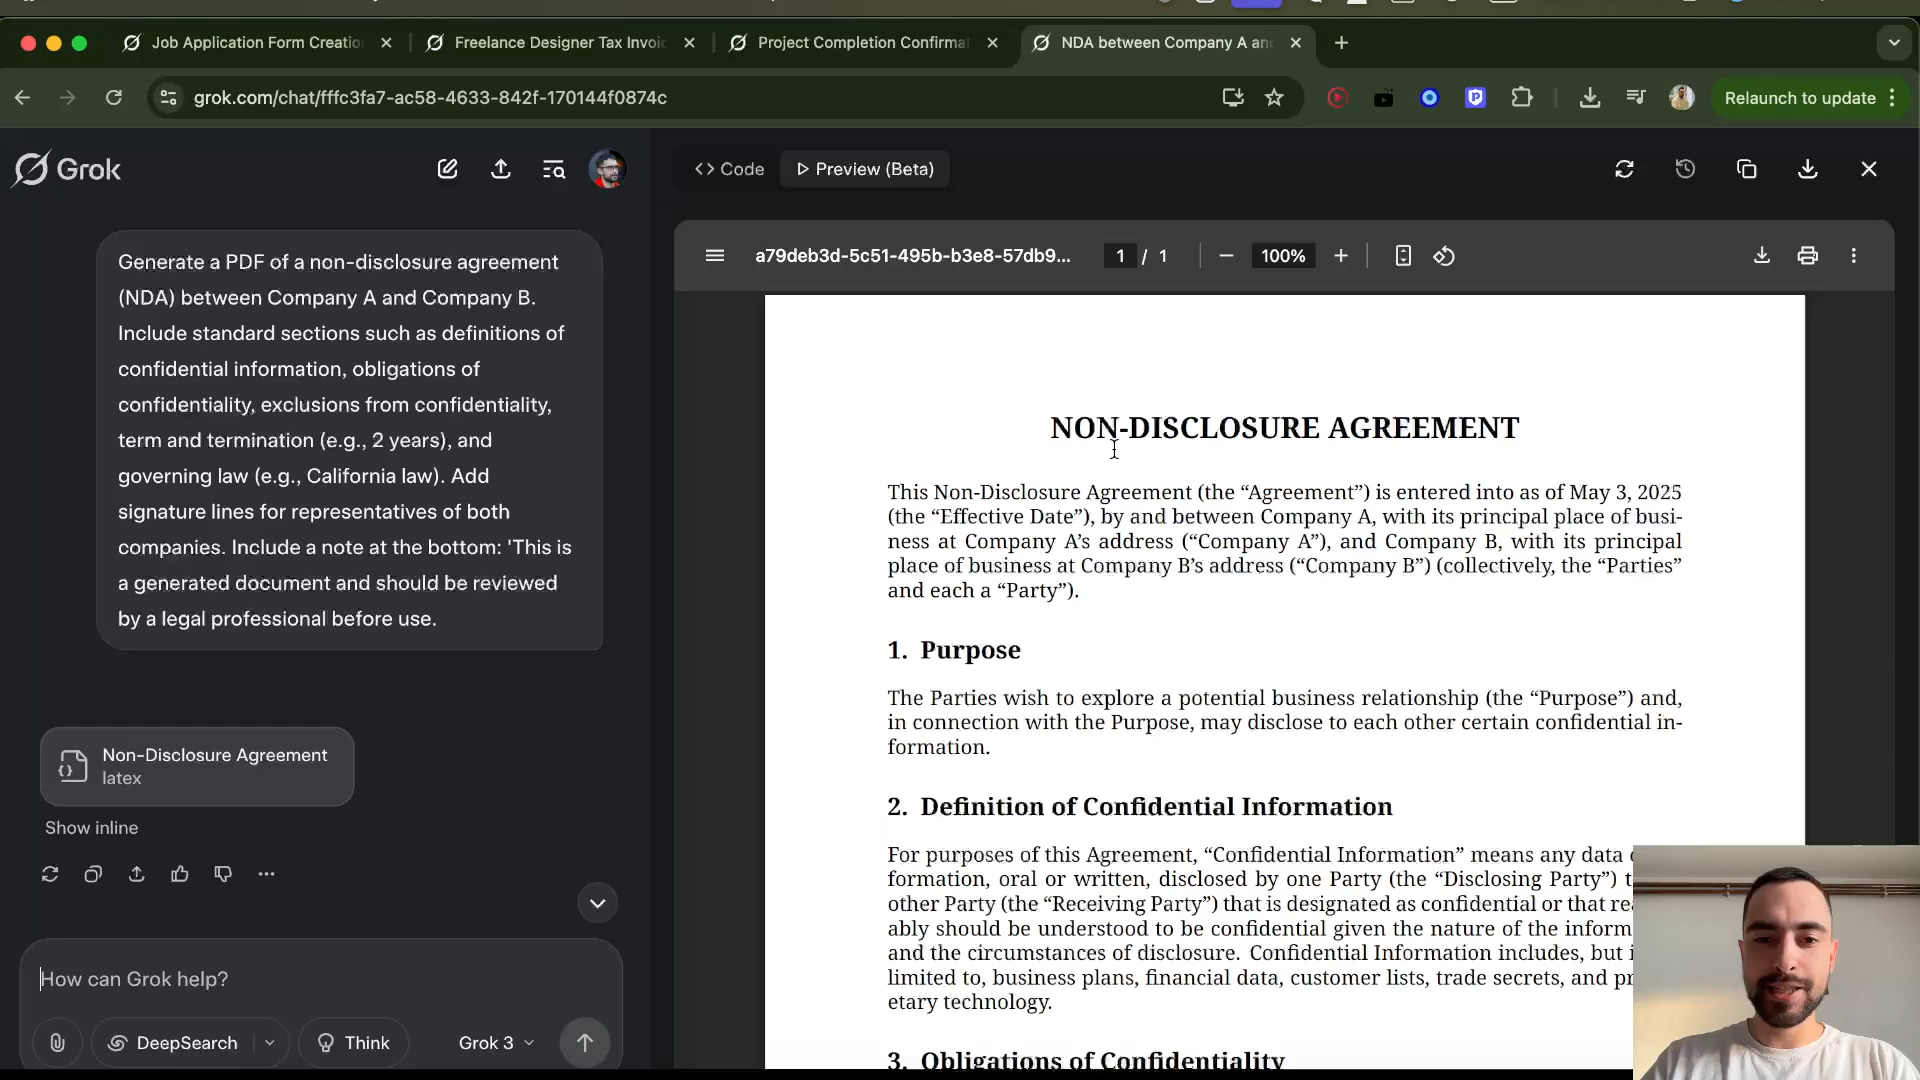 Job Application Form Creatio
Freelance Designer Tax Invoic
Project Completion Confirmat
NDA between Company A an
grok.com/chat/fffc3fa7-ac58-4633-842f-170144f0874c
Relaunch to update
Grok
Code
Preview (Beta)
Generate a PDF of a non-disclosure agreement
(NDA) between Company A and Company B.
Include standard sections such as definitions of
confidential information, obligations of
confidentiality, exclusions from confidentiality,
term and termination (e.g., 2 years), and
governing law (e.g., California law). Add
signature lines for representatives of both
companies. Include a note at the bottom: 'This is
a generated document and should be reviewed
by a legal professional before use.
Non-Disclosure Agreement
latex
Show inline
How can Grok help?
DeepSearch
Think
Grok 3
a79deb3d-5c51-495b-b3e8-57db9...
1 / 1
100%
NON-DISCLOSURE AGREEMENT
This Non-Disclosure Agreement (the “Agreement”) is entered into as of May 3, 2025
(the “Effective Date”), by and between Company A, with its principal place of busi-
ness at Company A’s address (“Company A”), and Company B, with its principal
place of business at Company B’s address (“Company B”) (collectively, the “Parties”
and each a “Party”).
1. Purpose
The Parties wish to explore a potential business relationship (the “Purpose”) and,
in connection with the Purpose, may disclose to each other certain confidential in-
formation.
2. Definition of Confidential Information
For purposes of this Agreement, “Confidential Information” means any data
formation, oral or written, disclosed by one Party (the “Disclosing Party”) t
other Party (the “Receiving Party”) that is designated as confidential or that rea
ably should be understood to be confidential given the nature of the inform
and the circumstances of disclosure. Confidential Information includes, but i
limited to, business plans, financial data, customer lists, trade secrets, and pr
etary technology.
3. Obligations of Confidentiality